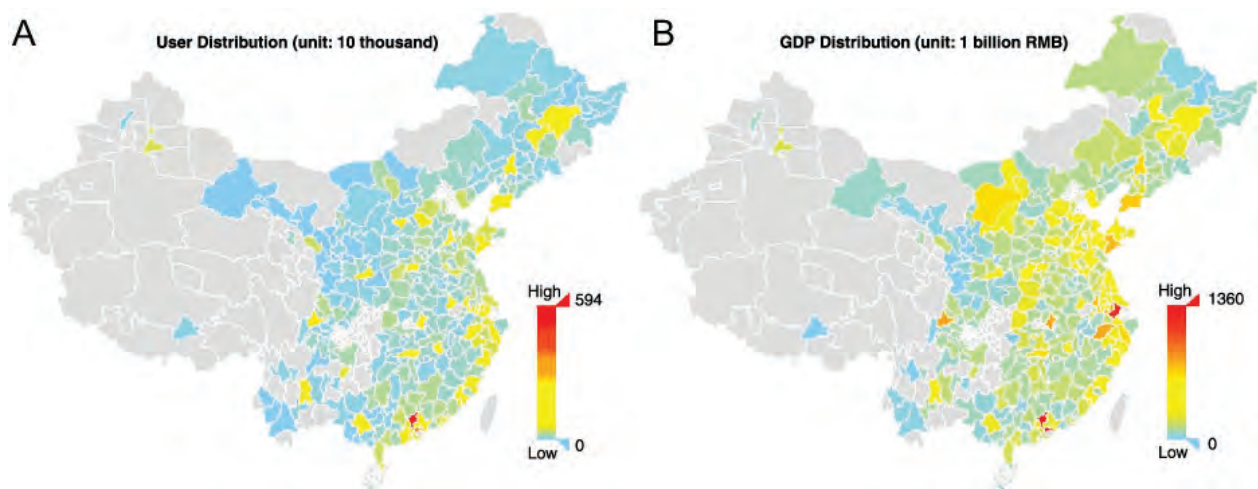 A
User Distribution (unit: 10 thousand)
High
594
Low
0
B
GDP Distribution (unit: 1 billion RMB)
High
1360
Low
0